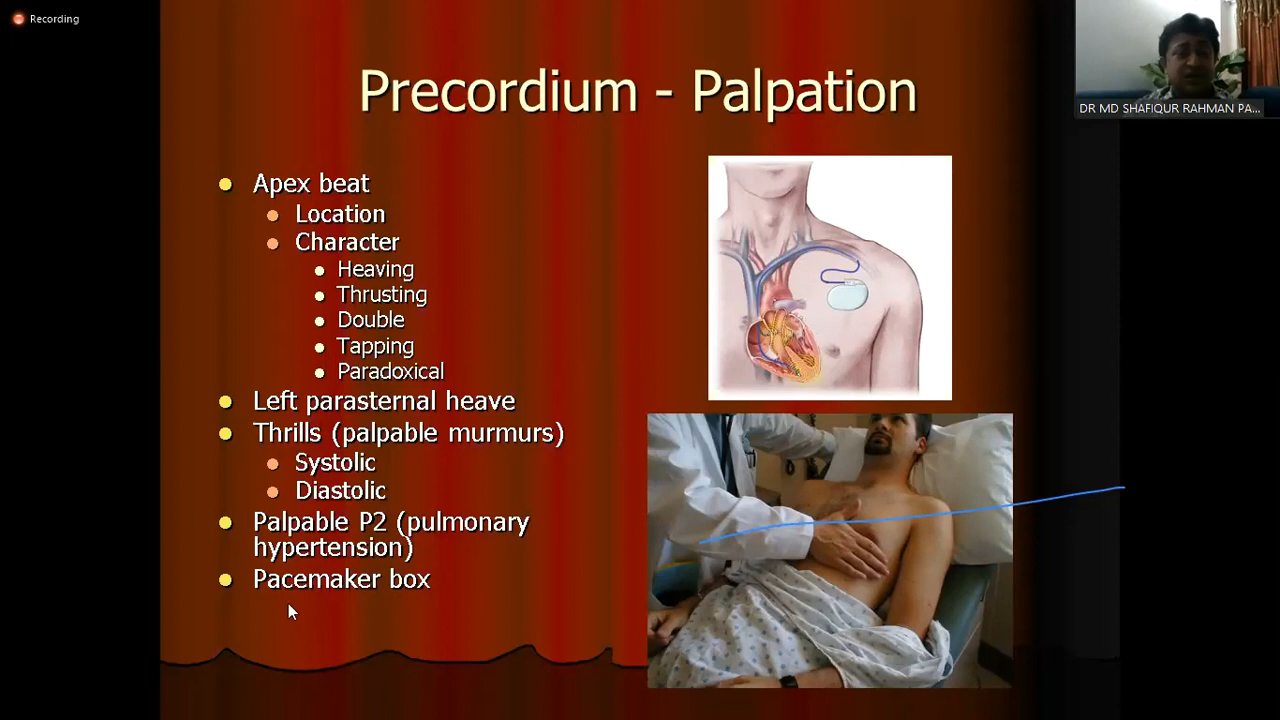 Recording
DR MD SHAFIQUR RAHMAN PA...
Precordium - Palpation
Apex beat
Location
Character
Heaving
Thrusting
Double
Tapping
Paradoxical
Left parasternal heave
Thrills (palpable murmurs)
Systolic
Diastolic
Palpable P2 (pulmonary
hypertension)
Pacemaker box